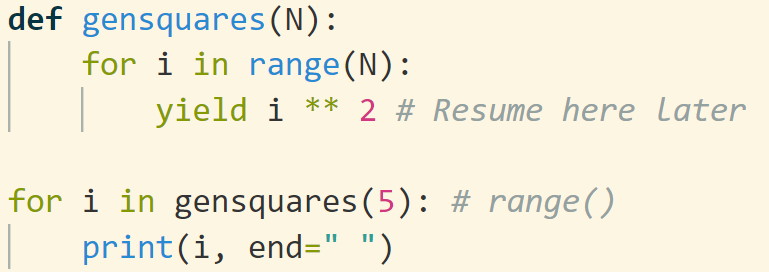 def gensquares(N):
    for i in range(N):
        yield i ** 2 # Resume here later
for i in gensquares(5): # range()
    print(i, end=" ")